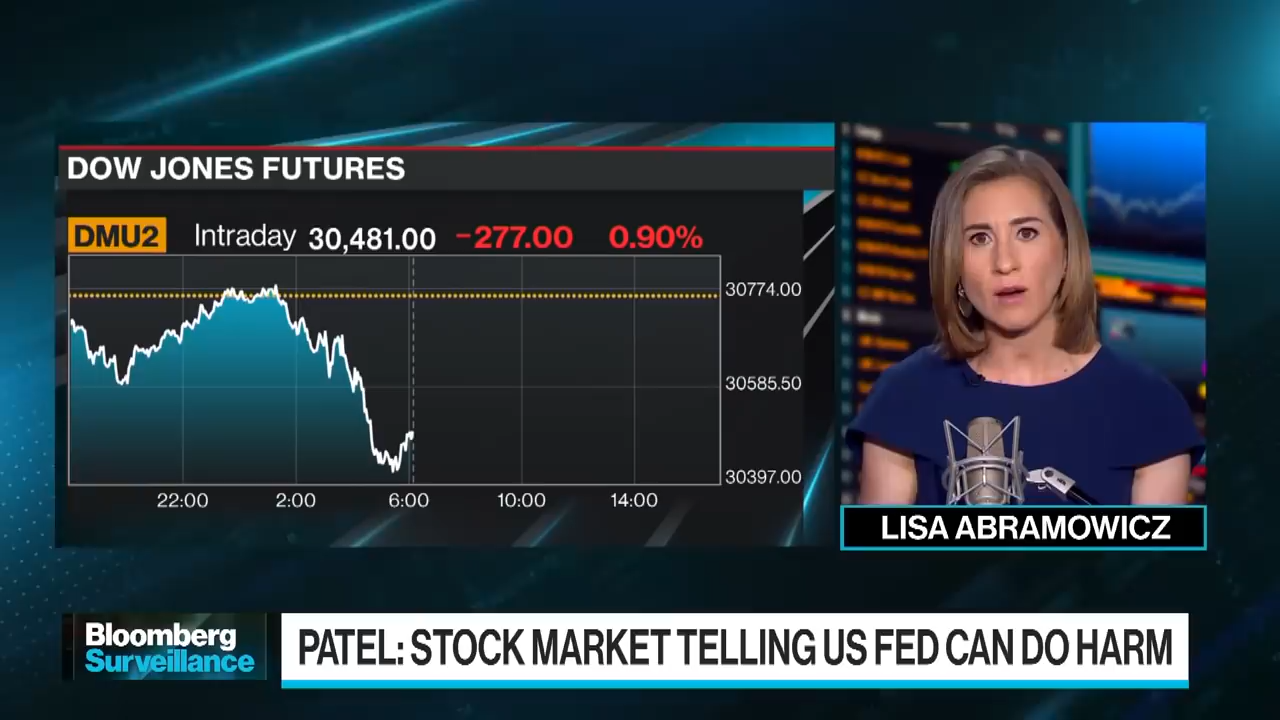 DOW JONES FUTURES
DMU2 Intraday 30,481.00 -277.00 0.90%
30774.00
30585.50
30397.00
22:00 2:00 6:00 10:00 14:00
LISA ABRAMOWICZ
Bloomberg
Surveillance
PATEL: STOCK MARKET TELLING US FED CAN DO HARM